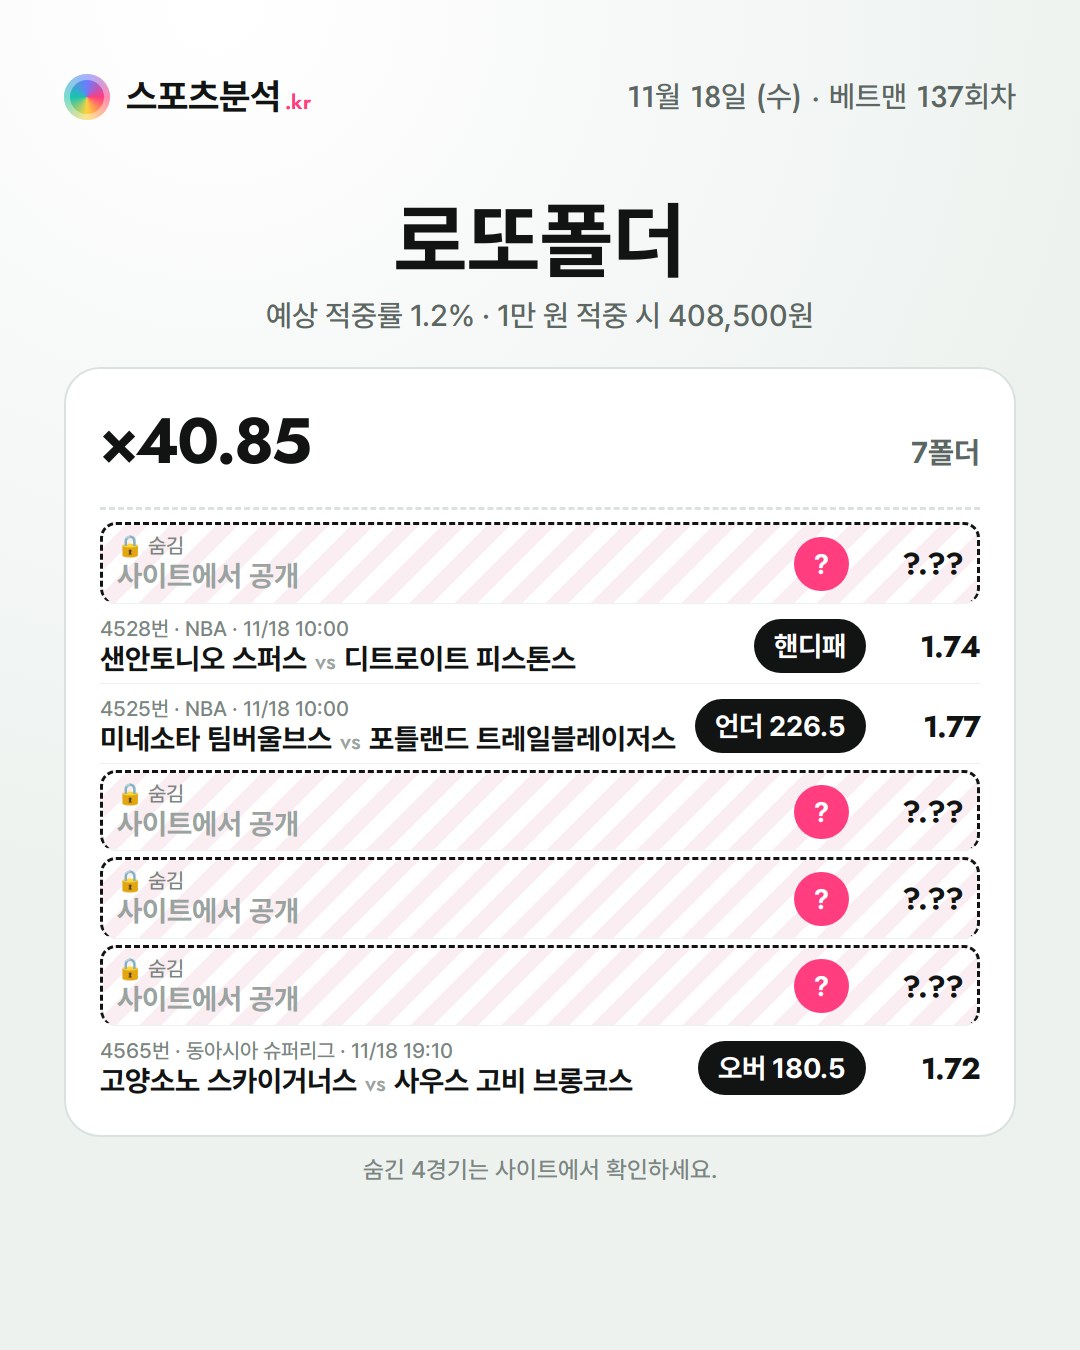 스포츠분석.kr
11월 18일 (수) · 베트맨 137회차
로또폴더
예상 적중률 1.2% · 1만 원 적중 시 408,500원
×40.85
7폴더
🔒 숨김
사이트에서 공개
?
?.??
4528번 · NBA · 11/18 10:00
샌안토니오 스퍼스 vs 디트로이트 피스톤스
핸디패
1.74
4525번 · NBA · 11/18 10:00
미네소타 팀버울브스 vs 포틀랜드 트레일블레이저스
언더 226.5
1.77
🔒 숨김
사이트에서 공개
?
?.??
🔒 숨김
사이트에서 공개
?
?.??
🔒 숨김
사이트에서 공개
?
?.??
4565번 · 동아시아 슈퍼리그 · 11/18 19:10
고양소노 스카이거너스 vs 사우스 고비 브롱코스
오버 180.5
1.72
숨긴 4경기는 사이트에서 확인하세요.